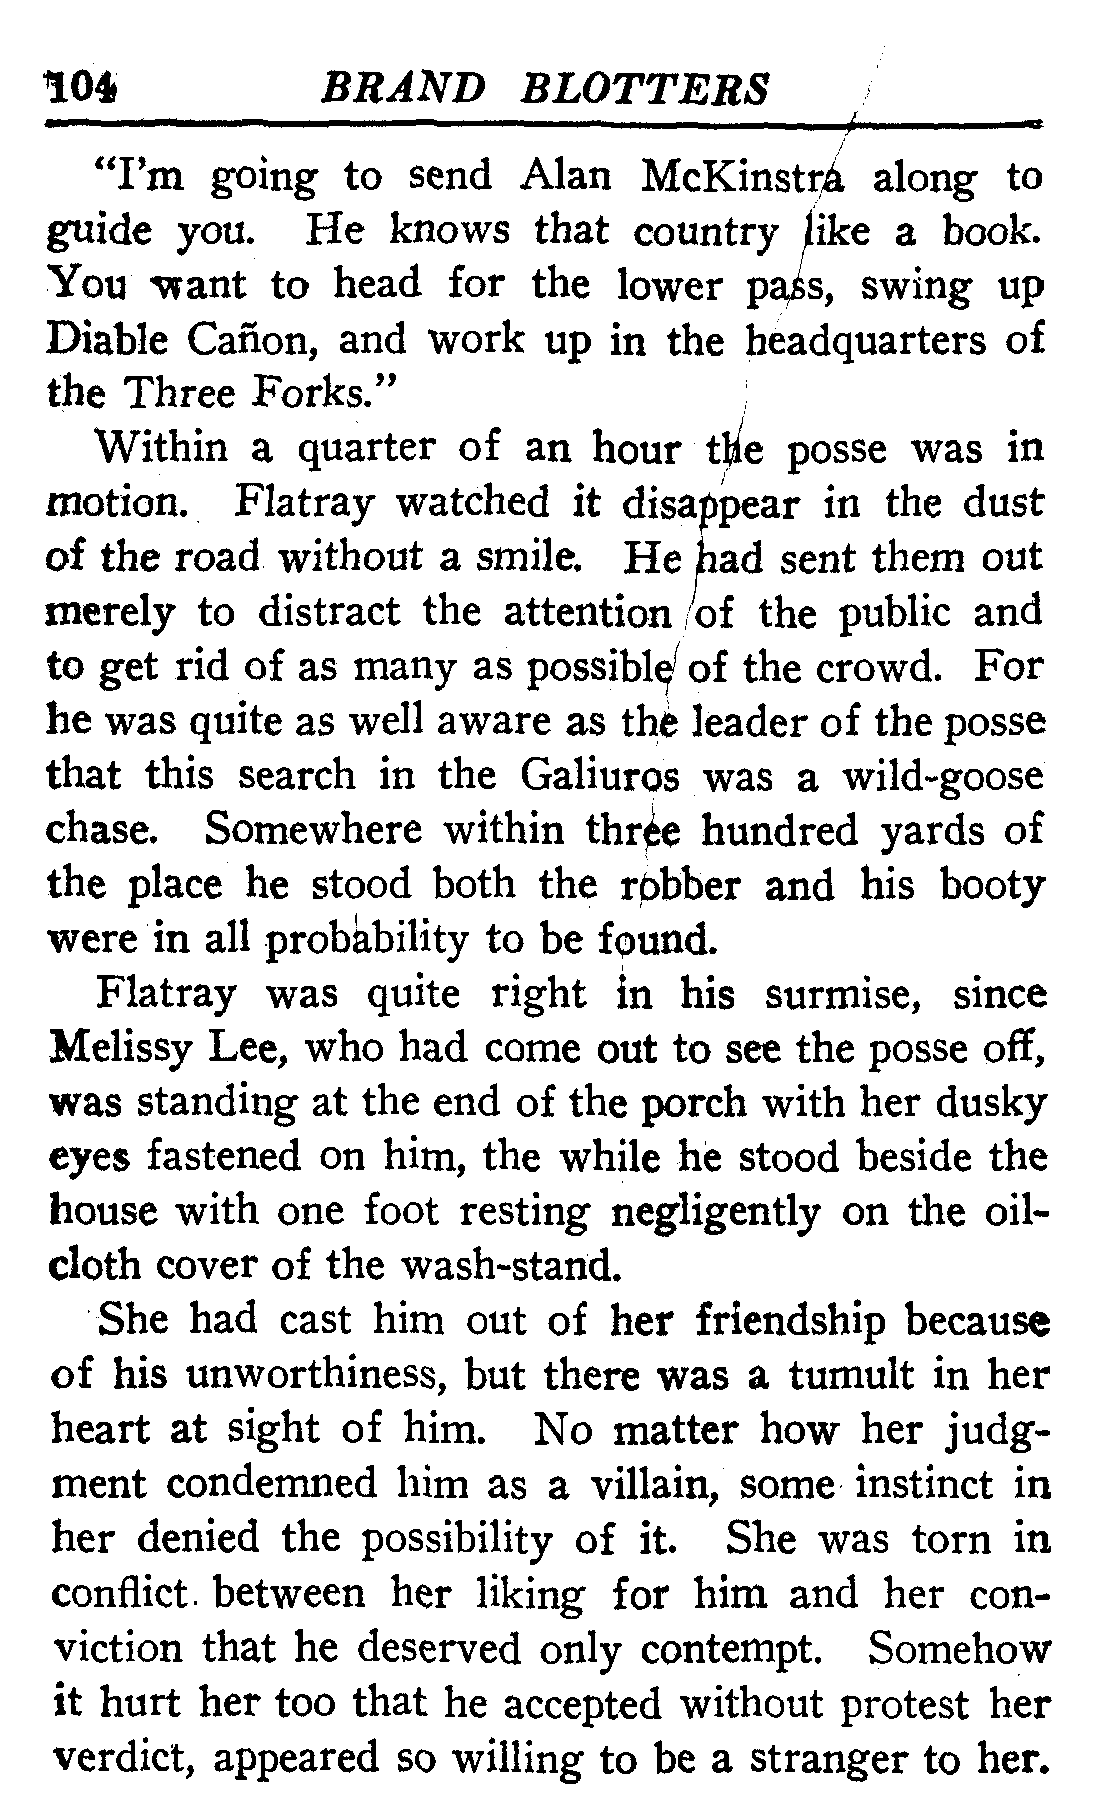 104 BRAND BLOTTERS
"I'm going to send Alan McKinstra along to
guide you. He knows that country like a book.
You want to head for the lower pass, swing up
Diable Cañon, and work up in the headquarters of
the Three Forks."
Within a quarter of an hour the posse was in
motion. Flatray watched it disappear in the dust
of the road without a smile. He had sent them out
merely to distract the attention of the public and
to get rid of as many as possible of the crowd. For
he was quite as well aware as the leader of the posse
that this search in the Galiuros was a wild-goose
chase. Somewhere within three hundred yards of
the place he stood both the robber and his booty
were in all probability to be found.
Flatray was quite right in his surmise, since
Melissy Lee, who had come out to see the posse off,
was standing at the end of the porch with her dusky
eyes fastened on him, the while he stood beside the
house with one foot resting negligently on the oil-
cloth cover of the wash-stand.
She had cast him out of her friendship because
of his unworthiness, but there was a tumult in her
heart at sight of him. No matter how her judg-
ment condemned him as a villain, some instinct in
her denied the possibility of it. She was torn in
conflict between her liking for him and her con-
viction that he deserved only contempt. Somehow
it hurt her too that he accepted without protest her
verdict, appeared so willing to be a stranger to her.